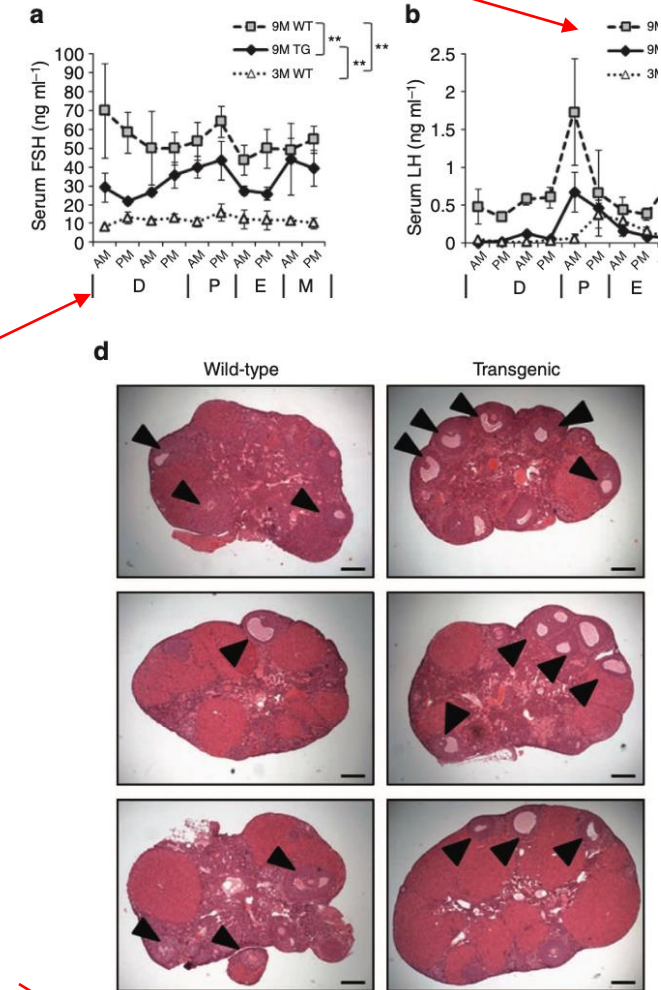 a
9M WT
9M TG
3M WT
**
**
**
Serum FSH (ng ml⁻¹)
100
90
80
70
60
50
40
30
20
10
0
AM PM AM PM AM PM AM PM AM PM
D P E M
b
9M
9M
3M
Serum LH (ng ml⁻¹)
2.5
2
1.5
1
0.5
0
AM PM AM PM AM PM AM PM
D P E
d
Wild-type
Transgenic